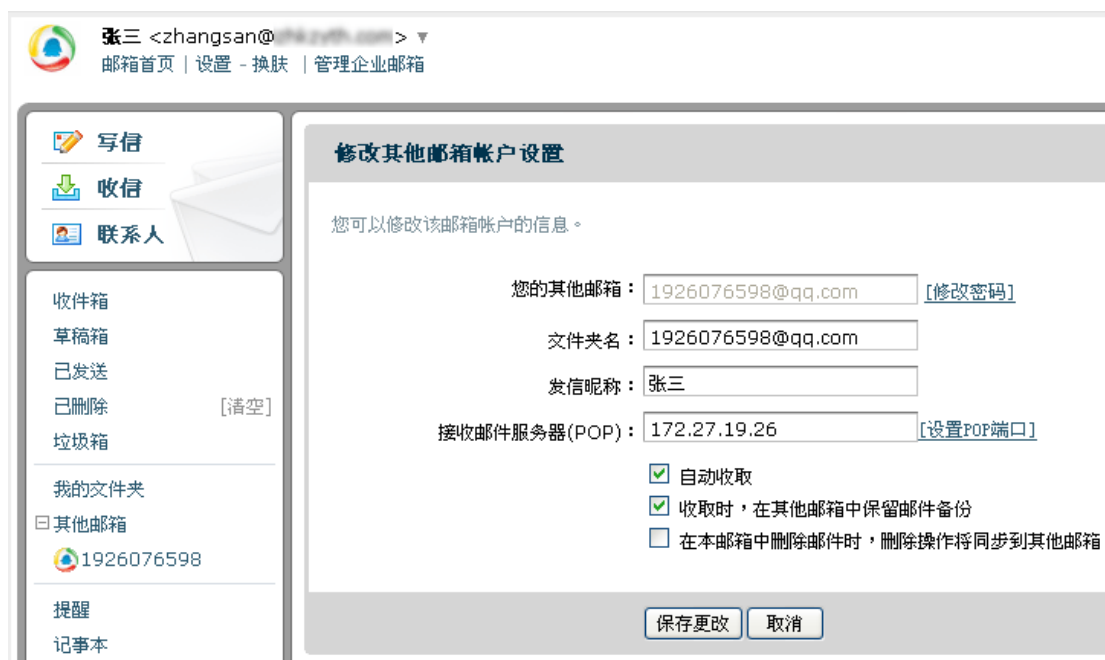 张三 <zhangsan@ >
邮箱首页 | 设置 - 换肤 | 管理企业邮箱
写信
收信
联系人
收件箱
草稿箱
已发送
已删除 [清空]
垃圾箱
我的文件夹
其他邮箱
1926076598
提醒
记事本
修改其他邮箱帐户设置
您可以修改该邮箱帐户的信息。
您的其他邮箱： 1926076598@qq.com [修改密码]
文件夹名： 1926076598@qq.com
发信昵称： 张三
接收邮件服务器(POP)： 172.27.19.26 [设置POP端口]
自动收取
收取时，在其他邮箱中保留邮件备份
在本邮箱中删除邮件时，删除操作将同步到其他邮箱
保存更改 取消